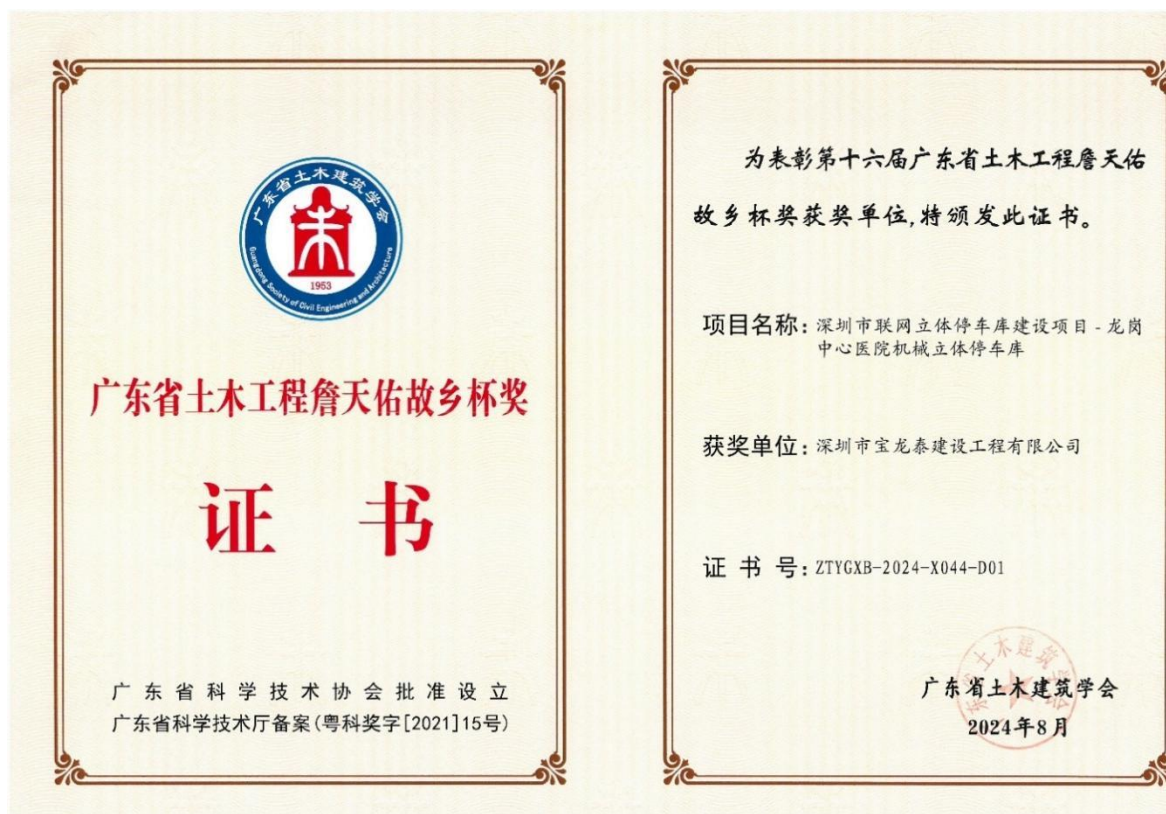 广东省土木建筑学会
1953
Guangdong Society of Civil Engineering and Architecture
广东省土木工程詹天佑故乡杯奖
证 书
广东省科学技术协会批准设立
广东省科学技术厅备案(粤科奖字[2021]15号)
为表彰第十六届广东省土木工程詹天佑
故乡杯奖获奖单位,特颁发此证书。
项目名称:深圳市联网立体停车库建设项目-龙岗
中心医院机械立体停车库
获奖单位:深圳市宝龙泰建设工程有限公司
证 书 号:ZTYGXB-2024-X044-D01
广东省土木建筑学会
2024年8月